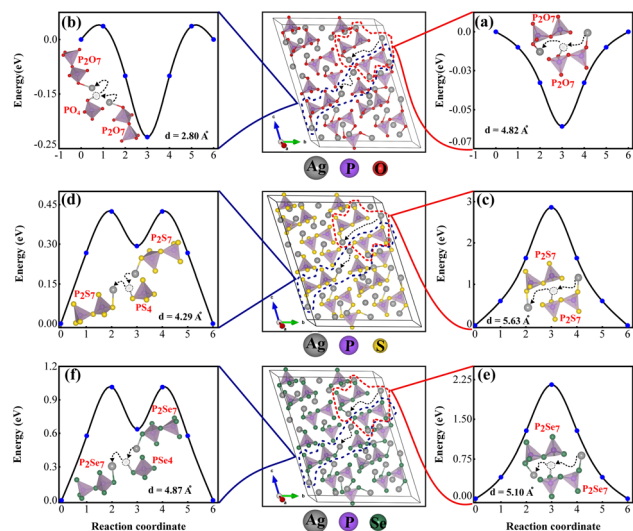 (b)
Energy(eV)
0.00
-0.15
-0.25
-1 0 1 2 3 4 5 6
P2O7
PO4
P2O7
d = 2.80 Å
c
b
Ag P O
(a)
Energy(eV)
0.00
-0.03
-0.05
-0.07
-1 0 1 2 3 4 5 6
P2O7
P2O7
d = 4.82 Å
(d)
Energy (eV)
0.45
0.30
0.15
0.00
0 1 2 3 4 5 6
P2S7
P2S7
PS4
d = 4.29 Å
c
b
Ag P S
(c)
Energy (eV)
3
2
1
0
0 1 2 3 4 5 6
P2S7
P2S7
d = 5.63 Å
(f)
Energy (eV)
1.2
0.9
0.6
0.3
0.0
0 1 2 3 4 5 6
P2Se7
P2Se7
PSe4
d = 4.87 Å
Reaction coordinate
c
b
Ag P Se
(e)
Energy (eV)
2.25
1.50
0.75
0.00
0 1 2 3 4 5 6
P2Se7
P2Se7
d = 5.10 Å
Reaction coordinate